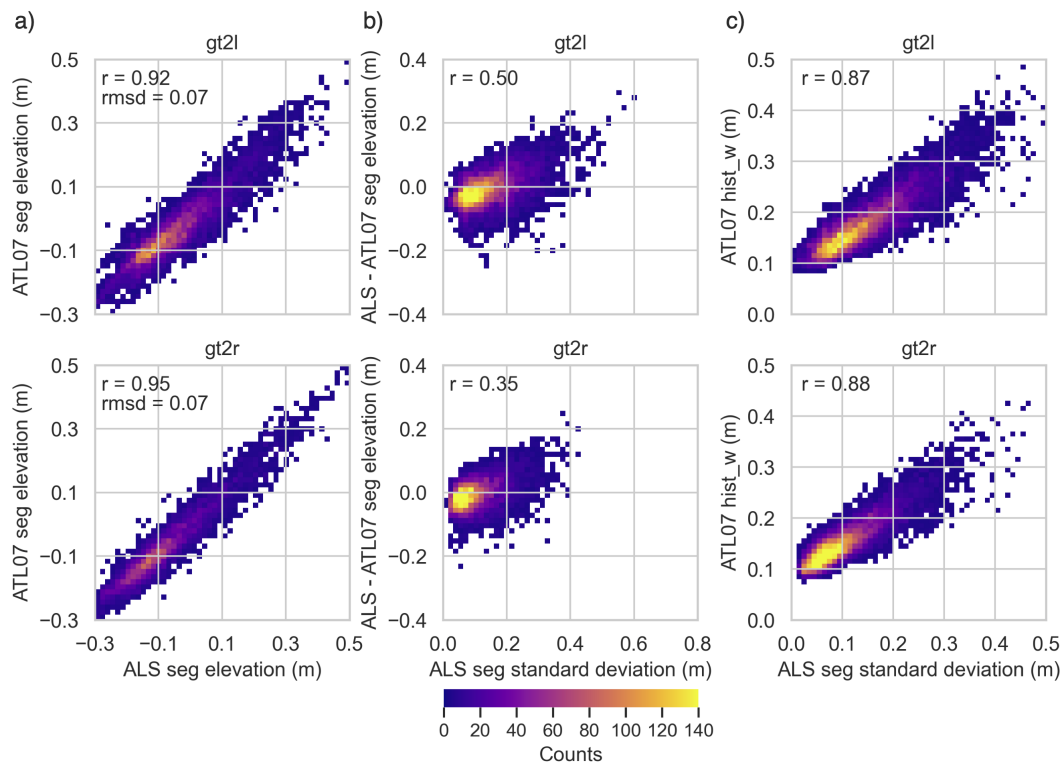 a)
b)
c)
gt2l
gt2l
gt2l
ATL07 seg elevation (m)
0.5
0.3
0.1
−0.1
−0.3
r = 0.92
rmsd = 0.07
ALS - ATL07 seg elevation (m)
0.4
0.2
0.0
−0.2
−0.4
r = 0.50
ATL07 hist_w (m)
0.5
0.4
0.3
0.2
0.1
0.0
r = 0.87
gt2r
gt2r
gt2r
ATL07 seg elevation (m)
0.5
0.3
0.1
−0.1
−0.3
r = 0.95
rmsd = 0.07
−0.3 −0.1 0.1 0.3 0.5
ALS seg elevation (m)
ALS - ATL07 seg elevation (m)
0.4
0.2
0.0
−0.2
−0.4
r = 0.35
0.0 0.2 0.4 0.6 0.8
ALS seg standard deviation (m)
ATL07 hist_w (m)
0.5
0.4
0.3
0.2
0.1
0.0
r = 0.88
0.0 0.1 0.2 0.3 0.4 0.5
ALS seg standard deviation (m)
0 20 40 60 80 100 120 140
Counts